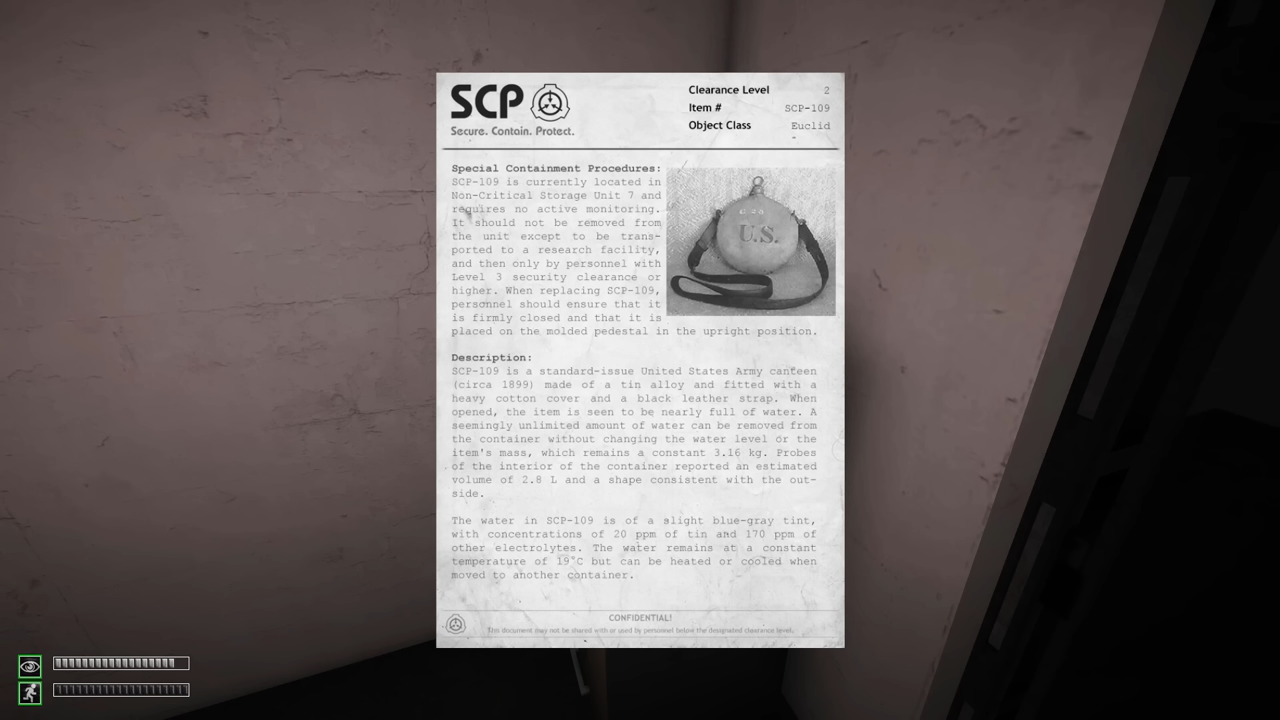 SCP
Secure. Contain. Protect.
Clearance Level 2
Item # SCP-109
Object Class Euclid
Special Containment Procedures:
SCP-109 is currently located in
Non-Critical Storage Unit 7 and
requires no active monitoring.
It should not be removed from
the unit except to be trans-
ported to a research facility,
and then only by personnel with
Level 3 security clearance or
higher. When replacing SCP-109,
personnel should ensure that it
is firmly closed and that it is
placed on the molded pedestal in the upright position.
U.S.
Description:
SCP-109 is a standard-issue United States Army canteen
(circa 1899) made of a tin alloy and fitted with a
heavy cotton cover and a black leather strap. When
opened, the item is seen to be nearly full of water. A
seemingly unlimited amount of water can be removed from
the container without changing the water level or the
item's mass, which remains a constant 3.16 kg. Probes
of the interior of the container reported an estimated
volume of 2.8 L and a shape consistent with the out-
side.
The water in SCP-109 is of a slight blue-gray tint,
with concentrations of 20 ppm of tin and 170 ppm of
other electrolytes. The water remains at a constant
temperature of 19°C but can be heated or cooled when
moved to another container.
CONFIDENTIAL!
This document may not be shared with or used by personnel below the designated clearance level.